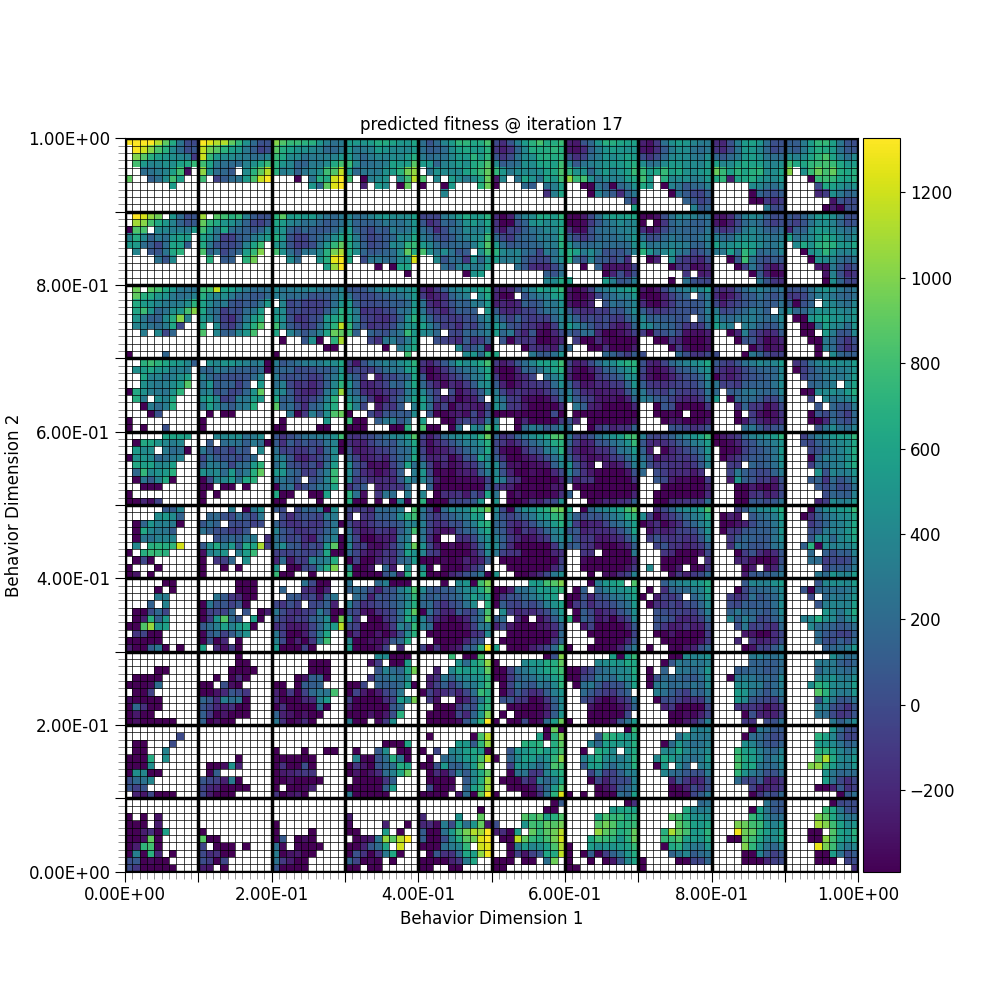 predicted fitness @ iteration 17
1.00E+00
8.00E-01
6.00E-01
4.00E-01
2.00E-01
0.00E+00
Behavior Dimension 2
0.00E+00 2.00E-01 4.00E-01 6.00E-01 8.00E-01 1.00E+00
Behavior Dimension 1
1200
1000
800
600
400
200
0
−200